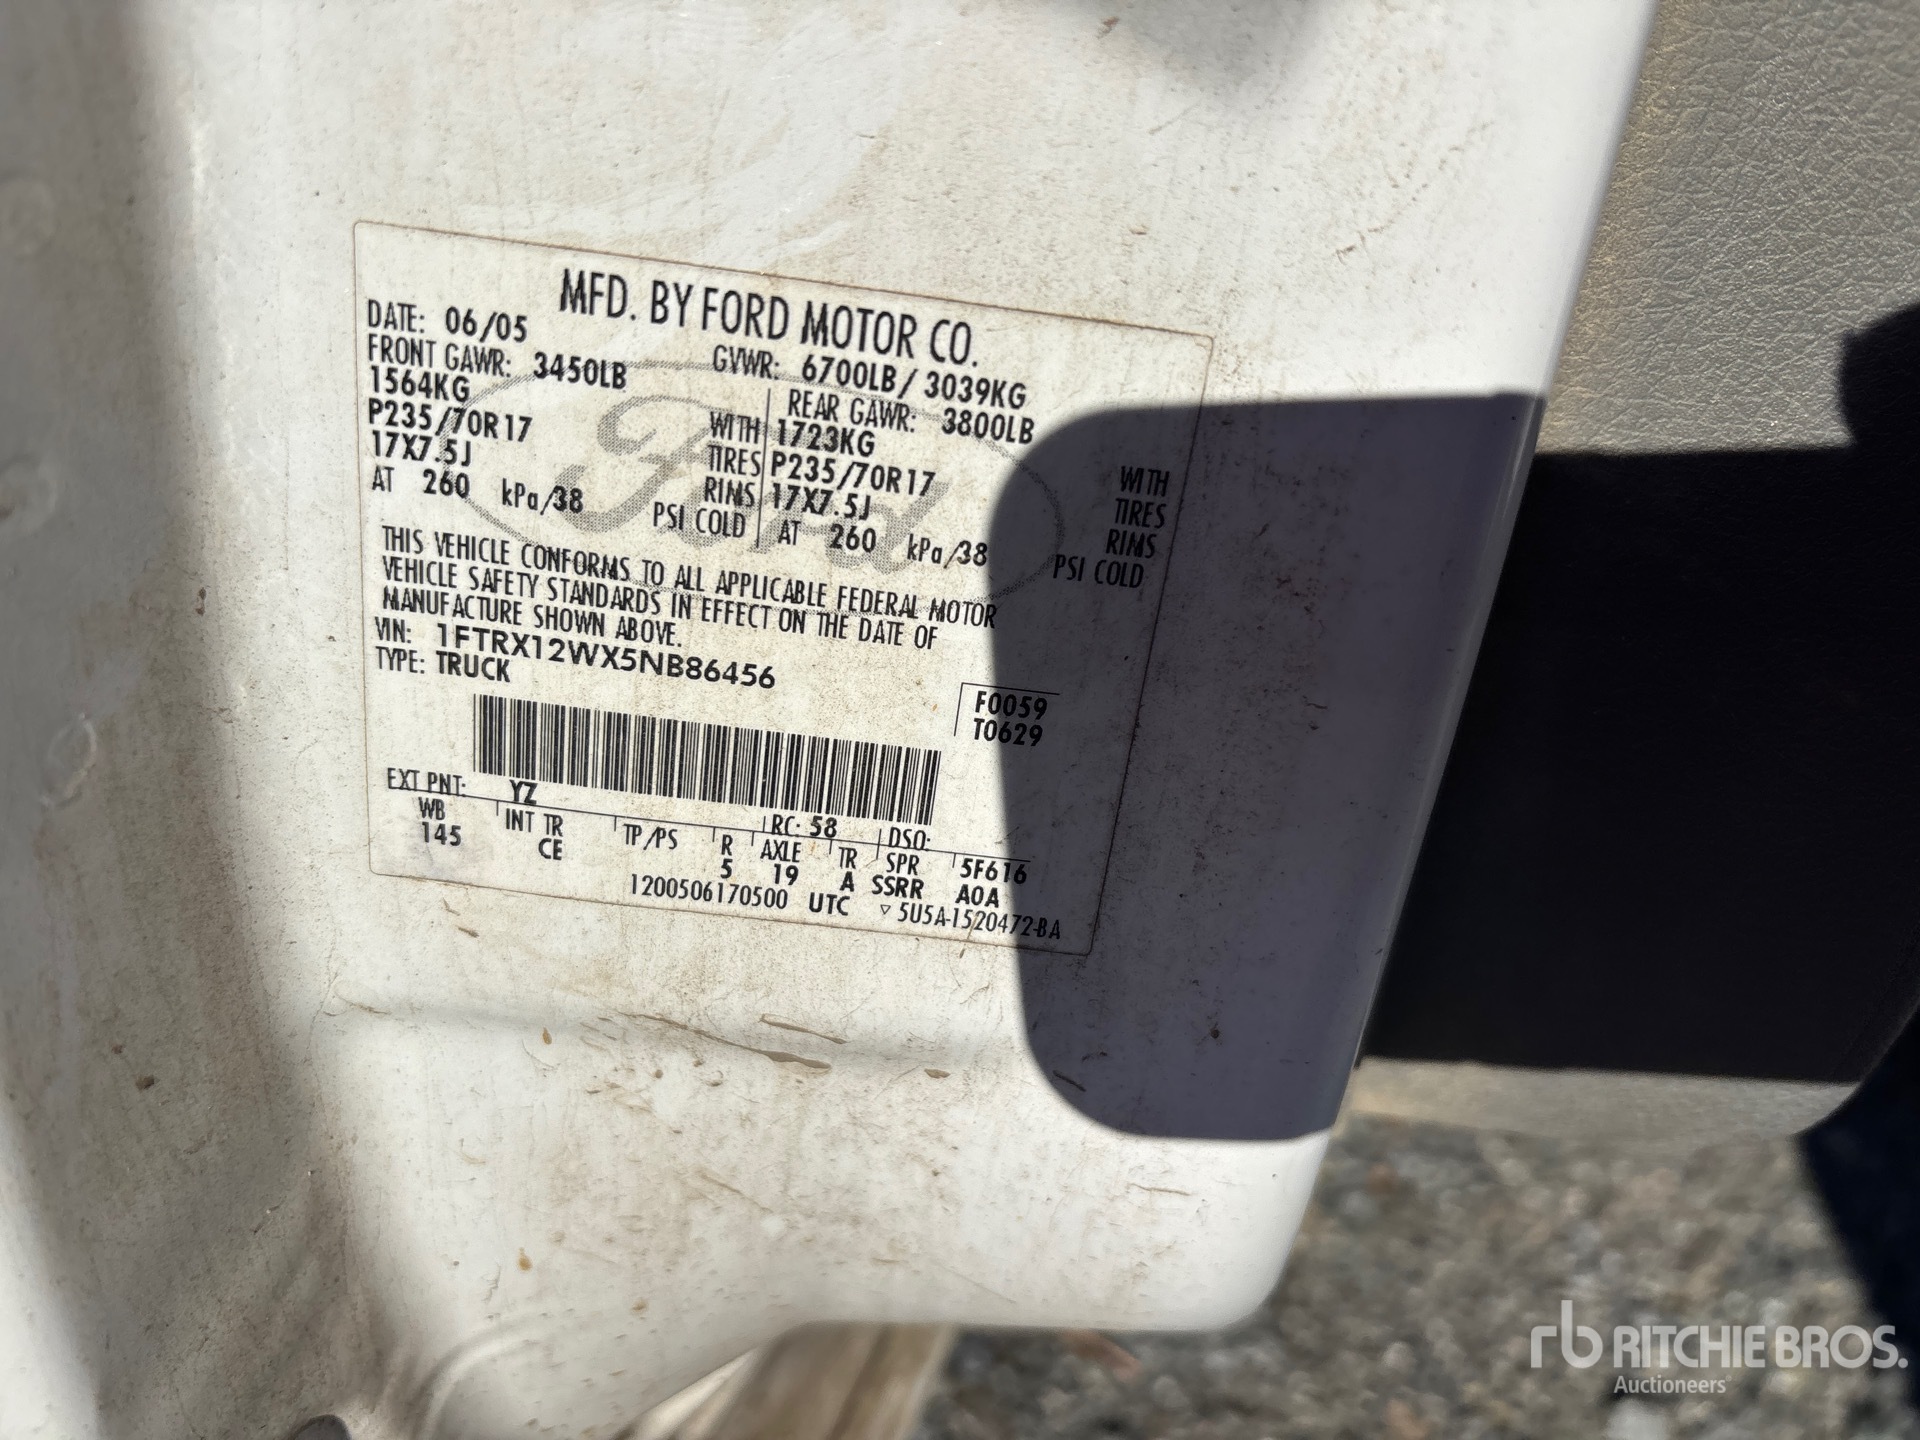 MFD. BY FORD MOTOR CO.
DATE: 06/05 GVWR: 6700LB / 3039KG
FRONT GAWR: 3450LB REAR GAWR: 3800LB
1564KG WITH 1723KG WITH
P235/70R17 TIRES P235/70R17 TIRES
17X7.5J RIMS 17X7.5J RIMS
AT 260 kPa/38 PSI COLD AT 260 kPa/38 PSI COLD
THIS VEHICLE CONFORMS TO ALL APPLICABLE FEDERAL MOTOR
VEHICLE SAFETY STANDARDS IN EFFECT ON THE DATE OF
MANUFACTURE SHOWN ABOVE.
VIN: 1FTRX12WX5NB86456
TYPE: TRUCK
F0059
T0629
EXT PNT: YZ RC: 58 DSO:
WB INT TR TP/PS R AXLE TR SPR 5F616
145 CE 5 19 A SSRR A0A
1200506170500 UTC ▽ 5U5A-1520472-BA
Ford
rb RITCHIE BROS.
Auctioneers